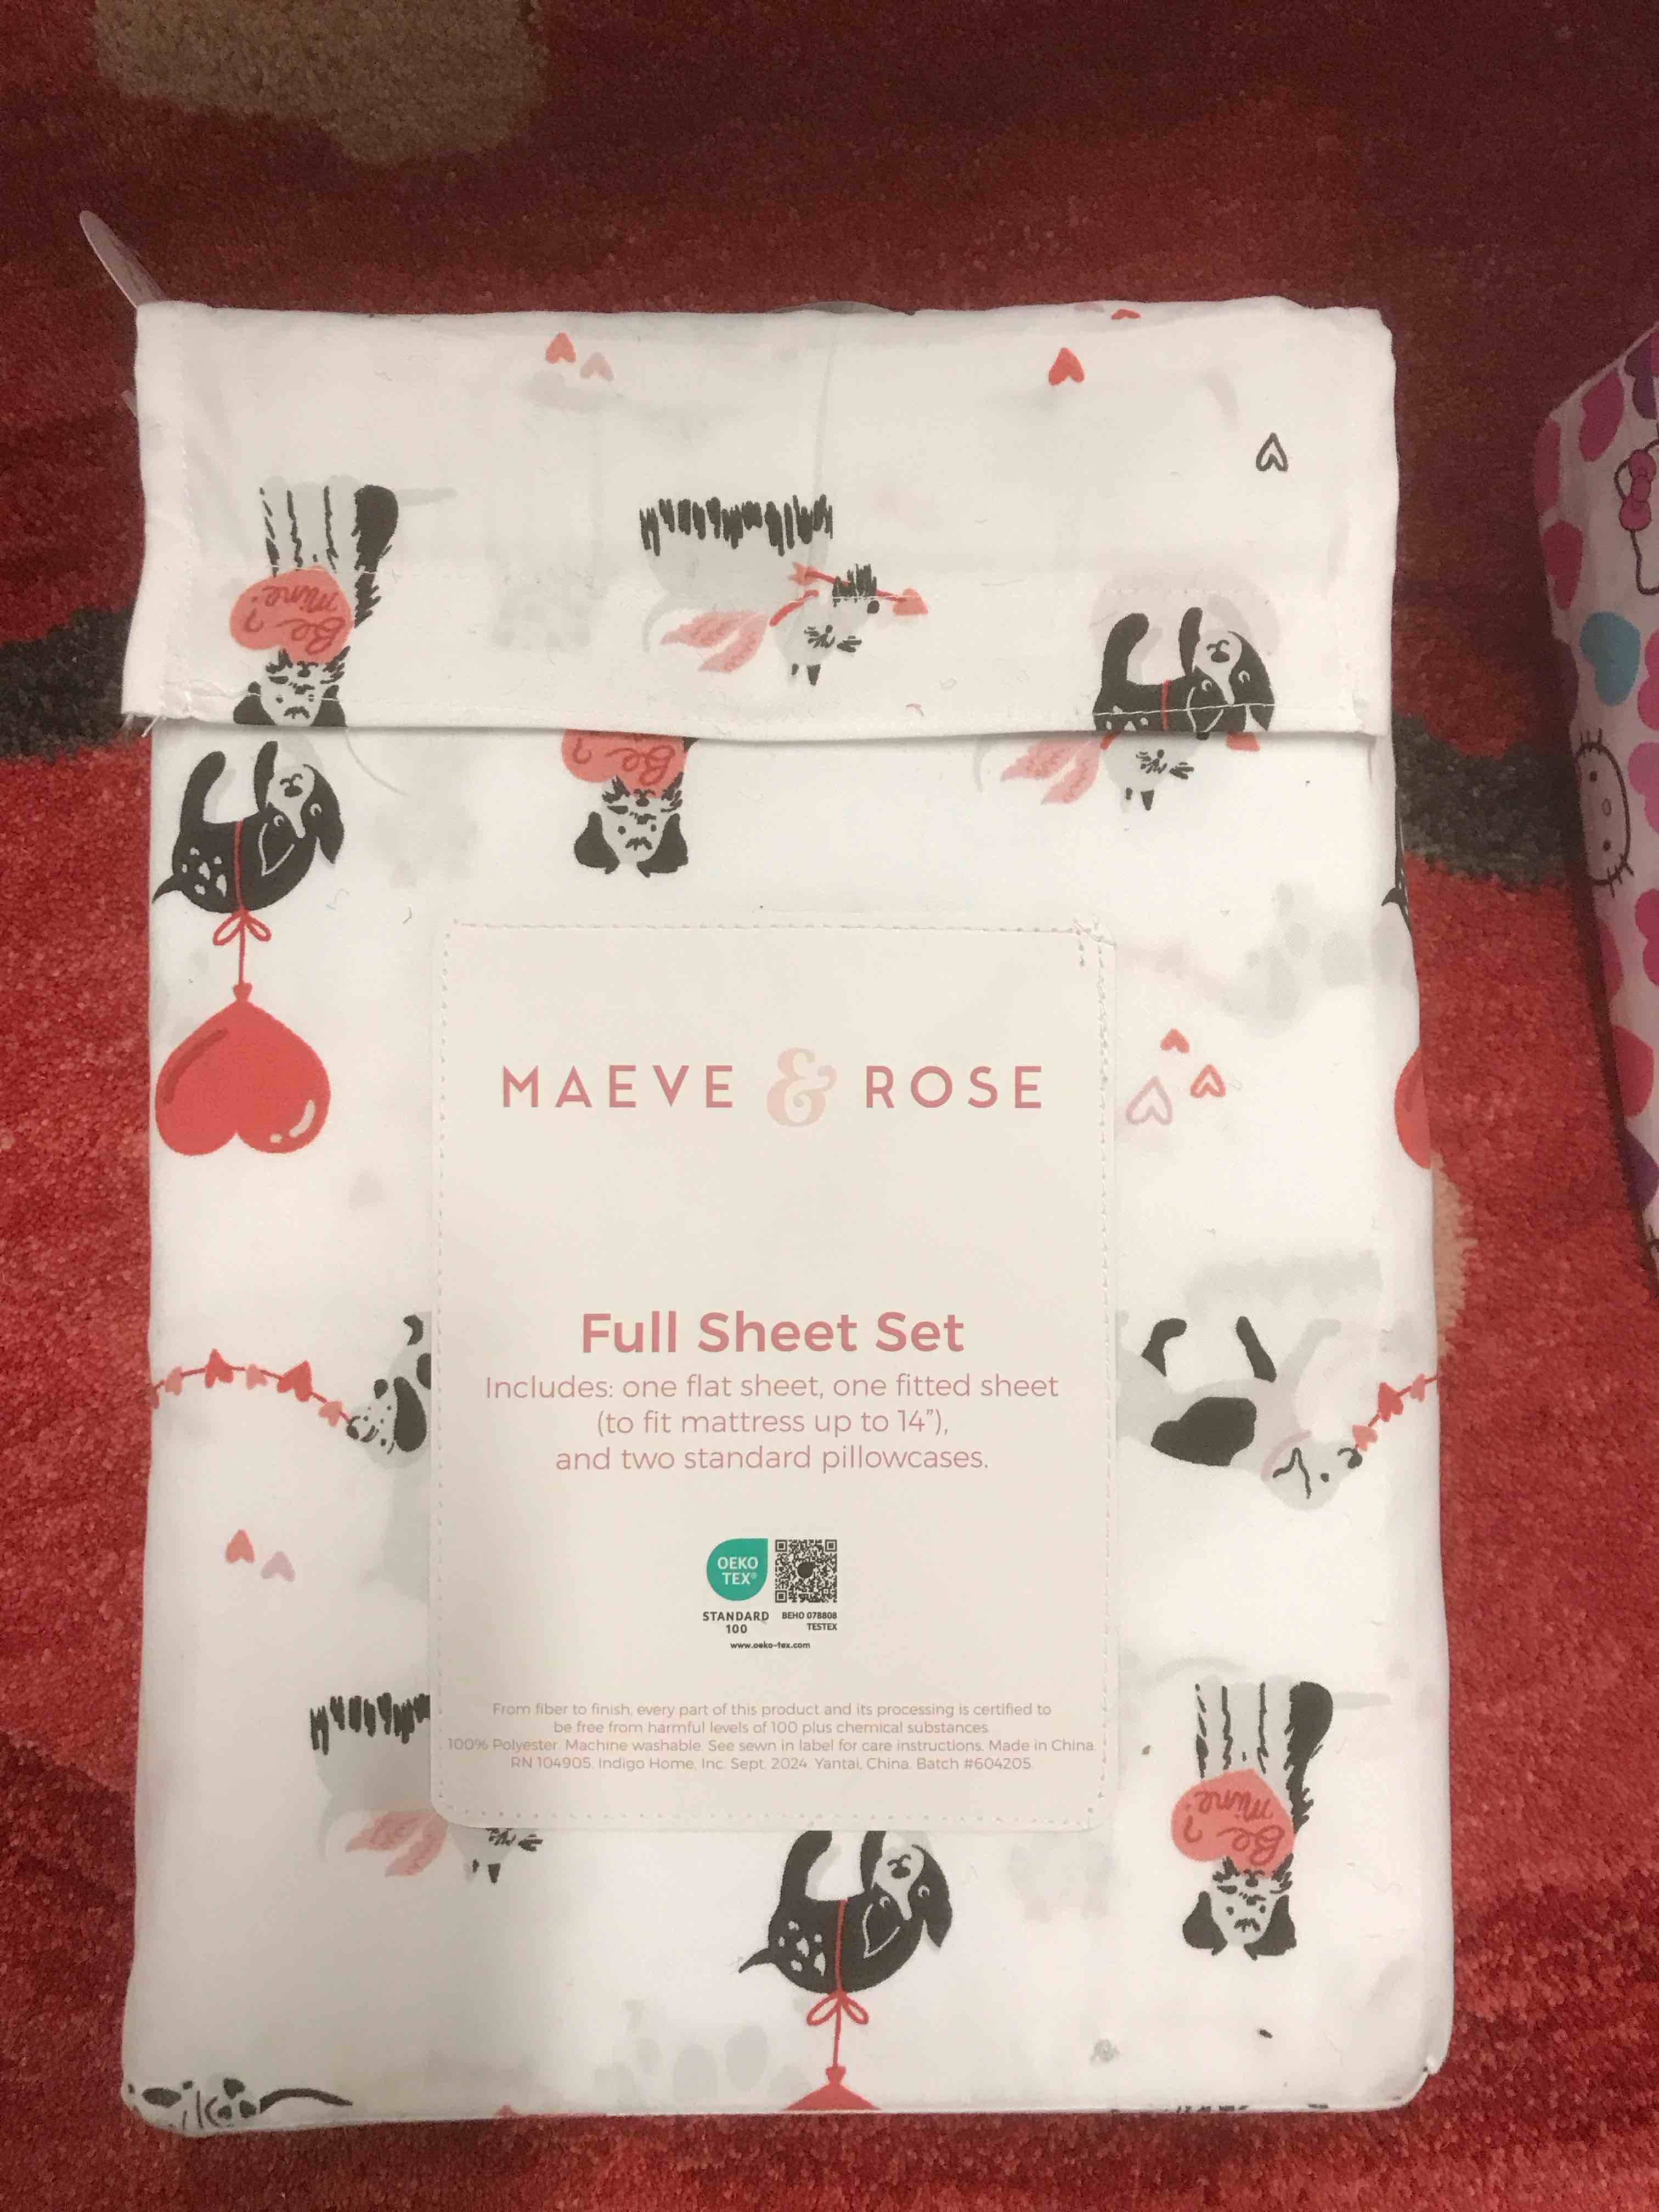 Be mine?
Be ?
MAEVE & ROSE
Full Sheet Set
Includes: one flat sheet, one fitted sheet
(to fit mattress up to 14”),
and two standard pillowcases.
OEKO
TEX®
STANDARD
100
BEHO 078808
TESTEX
www.oeko-tex.com
From fiber to finish, every part of this product and its processing is certified to
be free from harmful levels of 100 plus chemical substances.
100% Polyester. Machine washable. See sewn in label for care instructions. Made in China.
RN 104905. Indigo Home, Inc. Sept. 2024. Yantai, China. Batch #604205
Be mine?